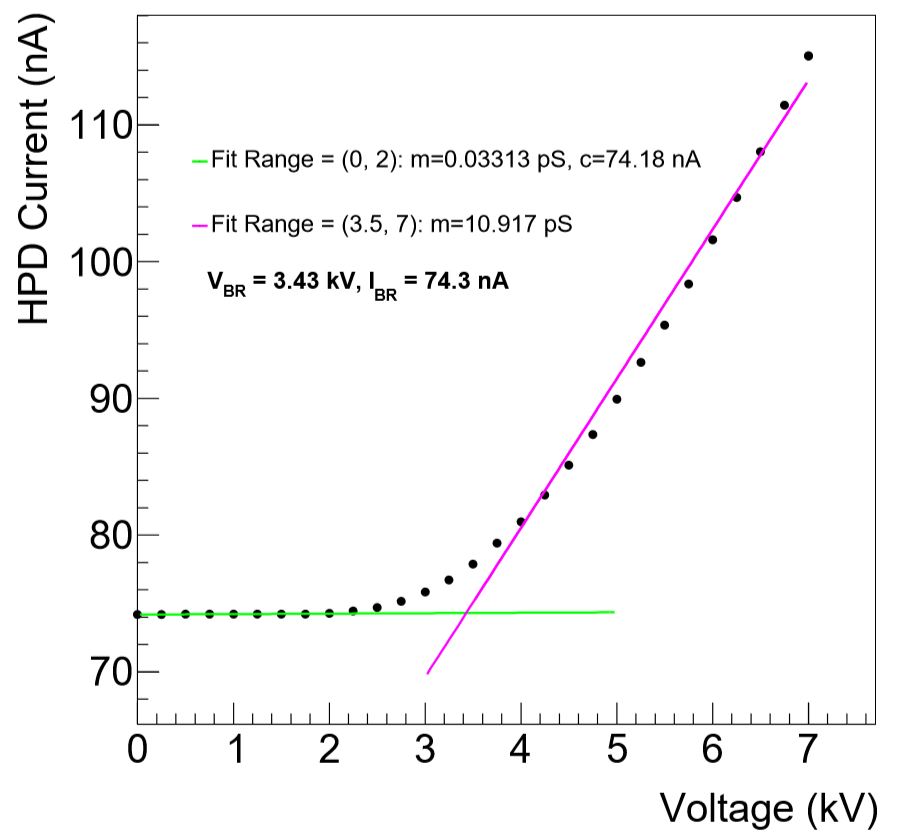 HPD Current (nA)
110
100
90
80
70
Fit Range = (0, 2): m=0.03313 pS, c=74.18 nA
Fit Range = (3.5, 7): m=10.917 pS
V_BR = 3.43 kV, I_BR = 74.3 nA
0 1 2 3 4 5 6 7
Voltage (kV)